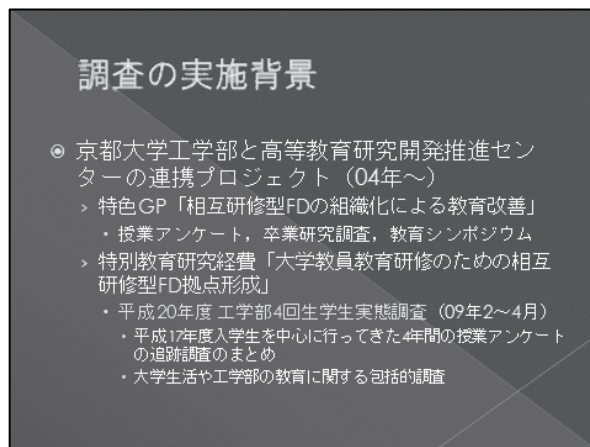 調査の実施背景
京都大学工学部と高等教育研究開発推進セン
ターの連携プロジェクト（04年～）
› 特色GP「相互研修型FDの組織化による教育改善」
・授業アンケート，卒業研究調査，教育シンポジウム
› 特別教育研究経費「大学教員教育研修のための相互
研修型FD拠点形成」
・平成20年度 工学部4回生学生実態調査（09年2～4月）
・平成17年度入学生を中心に行ってきた4年間の授業アンケート
の追跡調査のまとめ
・大学生活や工学部の教育に関する包括的調査